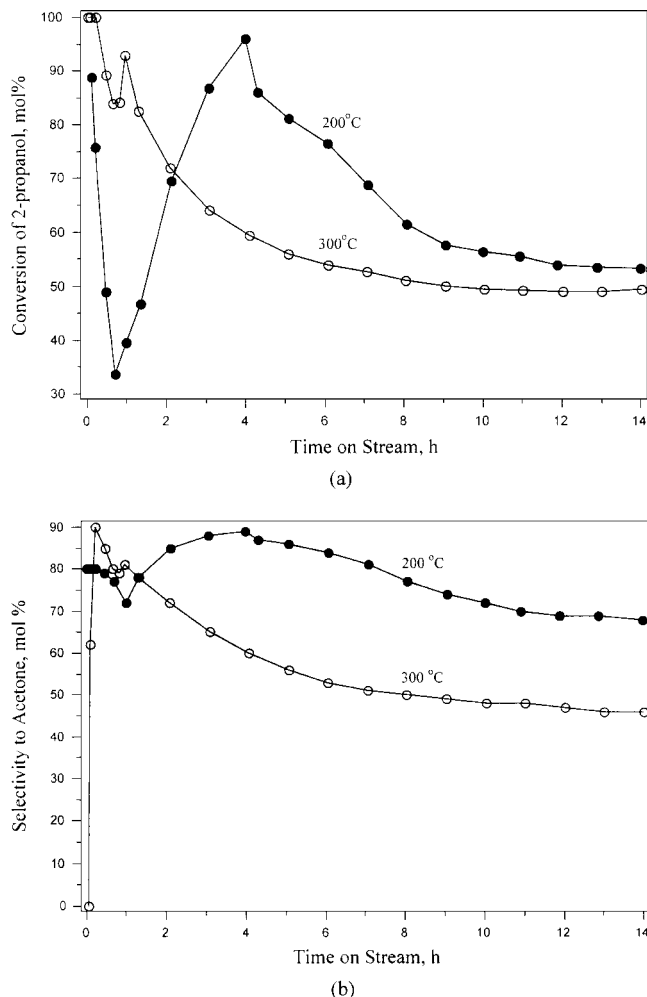 100
90
80
70
60
50
40
30
Conversion of 2-propanol, mol%
200°C
300°C
0 2 4 6 8 10 12 14
Time on Stream, h
(a)
90
80
70
60
50
40
30
20
10
0
Selectivity to Acetone, mol %
200 °C
300 °C
0 2 4 6 8 10 12 14
Time on Stream, h
(b)